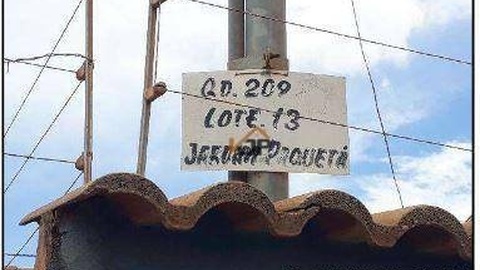 QD. 209
LOTE. 13
JARDIM PAQUETÁ